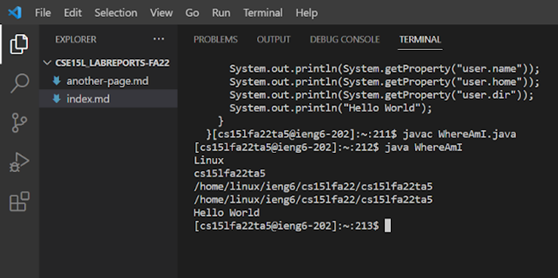 File Edit Selection View Go Run Terminal Help
EXPLORER
CSE15L_LABREPORTS-FA22
another-page.md
index.md
PROBLEMS OUTPUT DEBUG CONSOLE TERMINAL
System.out.println(System.getProperty("user.name"));
System.out.println(System.getProperty("user.home"));
System.out.println(System.getProperty("user.dir"));
System.out.println("Hello World");
}
}[cs15lfa22ta5@ieng6-202]:~:211$ javac WhereAmI.java
[cs15lfa22ta5@ieng6-202]:~:212$ java WhereAmI
Linux
cs15lfa22ta5
/home/linux/ieng6/cs15lfa22/cs15lfa22ta5
/home/linux/ieng6/cs15lfa22/cs15lfa22ta5
Hello World
[cs15lfa22ta5@ieng6-202]:~:213$